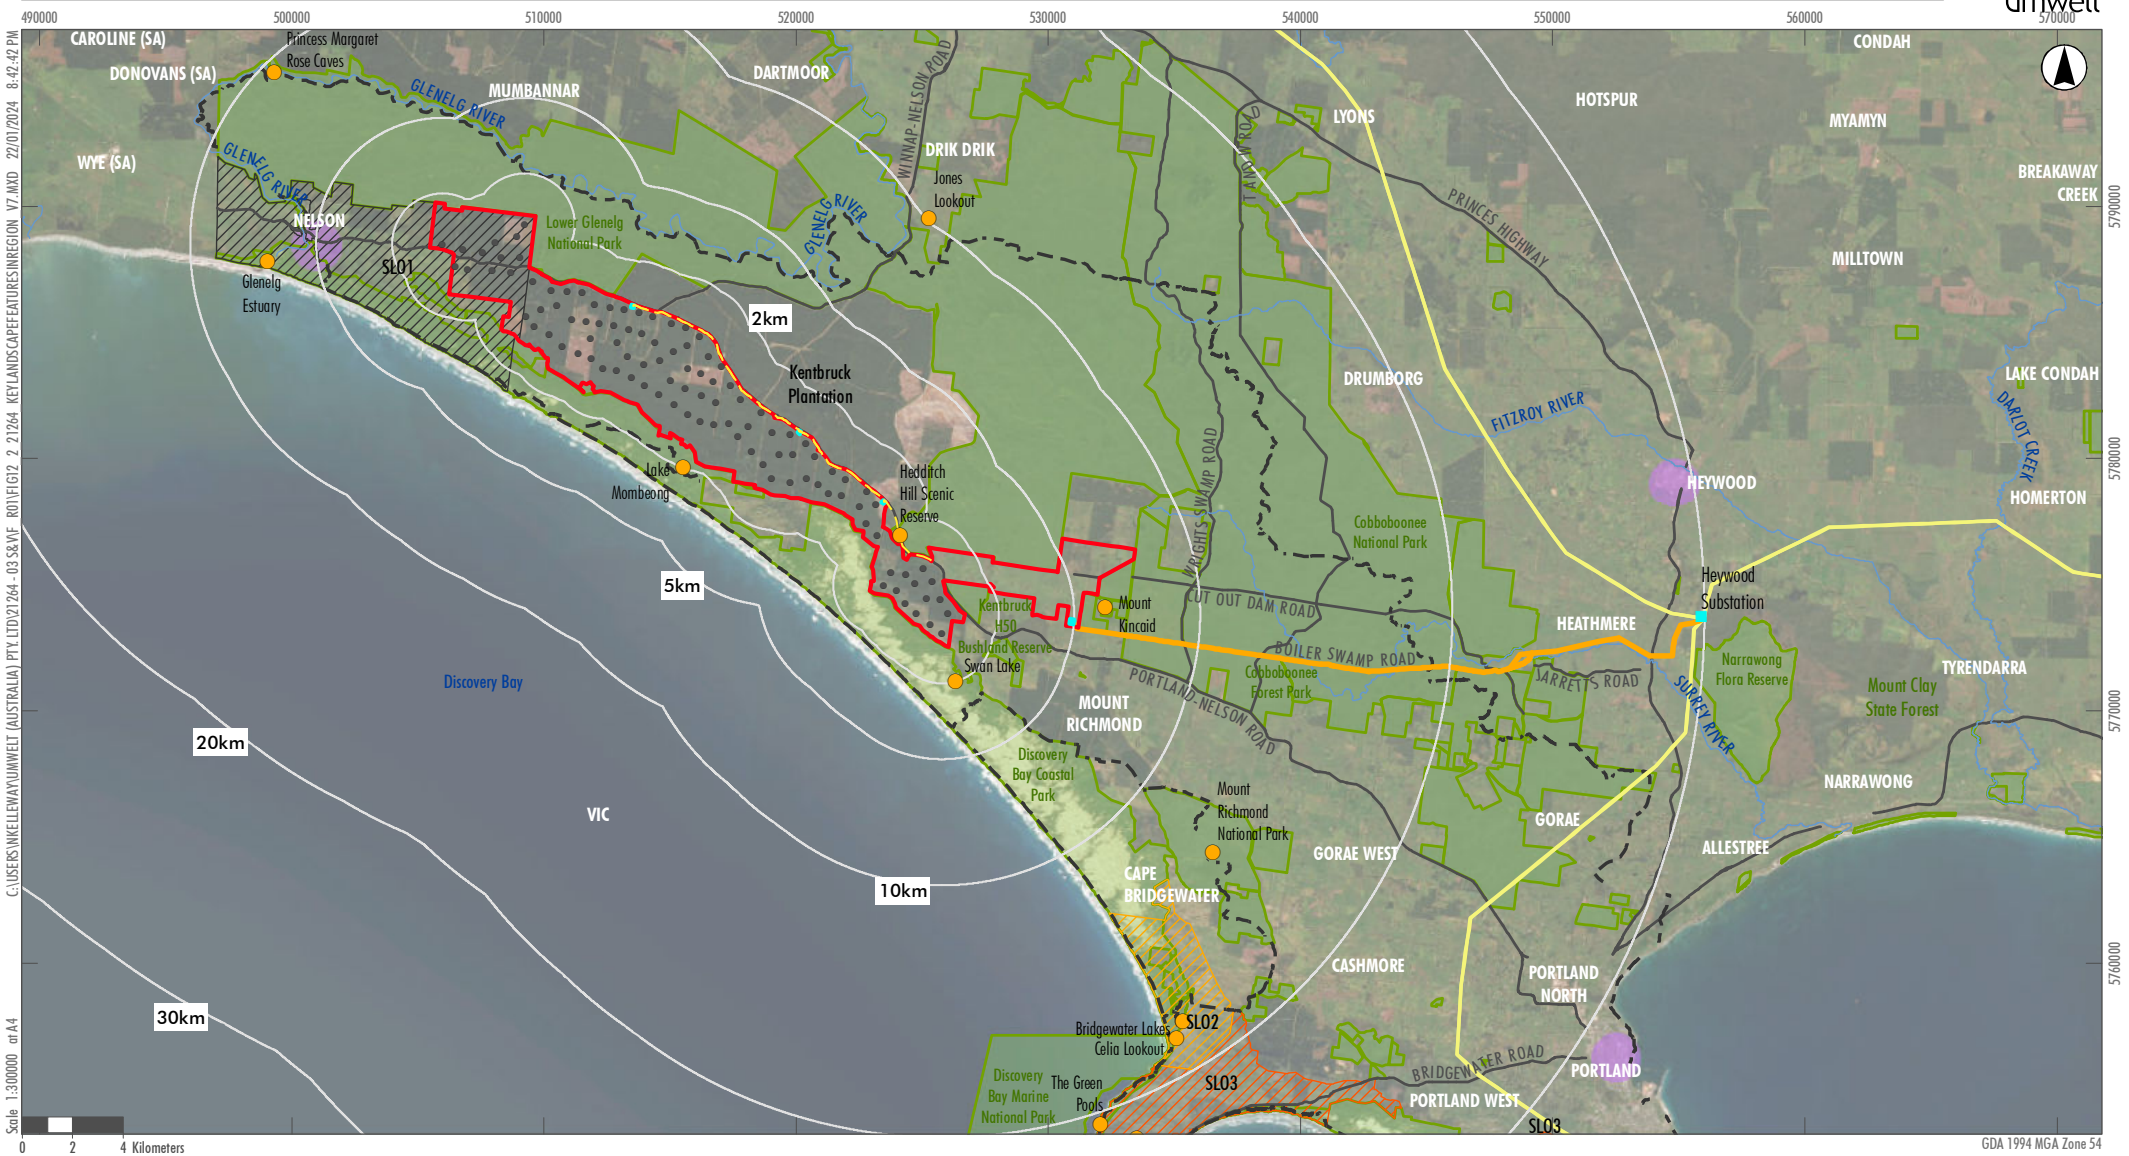 umwelt
490000
500000
510000
520000
530000
540000
550000
560000
570000
CAROLINE (SA)
Princess Margaret
Rose Caves
DONOVANS (SA)
GLENELG RIVER
MUMBANNAR
DARTMOOR
WINNAP-NELSON ROAD
CONDAH
HOTSPUR
LYONS
MYAMYN
WYE (SA)
GLENELG RIVER
DRIK DRIK
Jones
Lookout
BREAKAWAY
CREEK
PRINCES HIGHWAY
5790000
NELSON
Lower Glenelg
National Park
GLENELG RIVER
SLO1
Glenelg
Estuary
MILLTOWN
2km
Kentbruck
Plantation
DRUMBORG
LAKE CONDAH
FITZROY RIVER
DARLOT CREEK
5780000
Lake
Mombeong
Hedditch
Hill Scenic
Reserve
WRIGHTS SWAMP ROAD
HEYWOOD
HOMERTON
Cobboboonee
National Park
5km
Heywood
Substation
Kentbruck
H50
Bushland Reserve
Mount
Kincaid
CUT OUT DAM ROAD
HEATHMERE
Swan Lake
BOILER SWAMP ROAD
Cobboboonee
Forest Park
JARRETTS ROAD
Narrawong
Flora Reserve
TYRENDARRA
Mount Clay
State Forest
SURREY RIVER
Discovery Bay
MOUNT
RICHMOND
PORTLAND-NELSON ROAD
5770000
20km
Discovery
Bay Coastal
Park
Mount
Richmond
National Park
NARRAWONG
VIC
GORAE
ALLESTREE
GORAE WEST
10km
CAPE
BRIDGEWATER
CASHMORE
PORTLAND
NORTH
5760000
30km
Bridgewater Lakes
SLO2
Celia Lookout
Discovery
Bay Marine
National Park
The Green
Pools
SLO3
BRIDGEWATER ROAD
PORTLAND
PORTLAND WEST
SLO3
0
2
4 Kilometers
GDA 1994 MGA Zone 54
Scale 1:300000 at A4